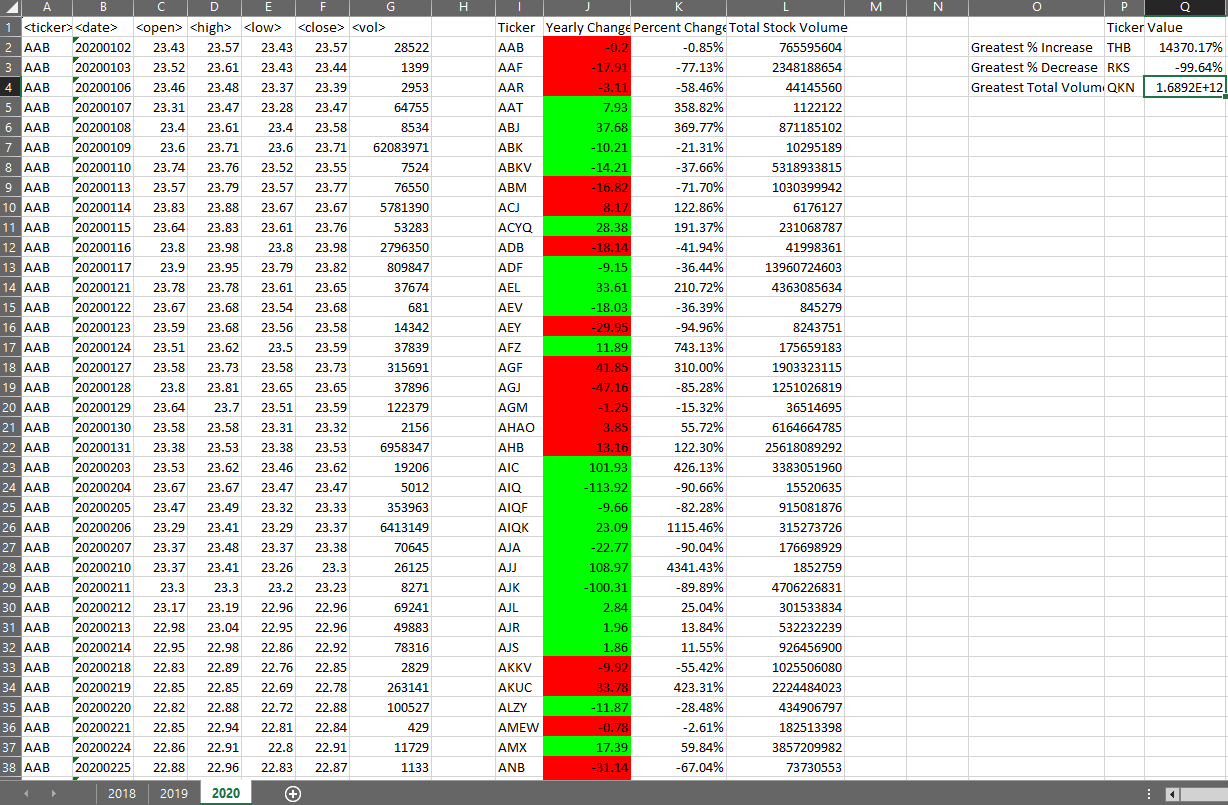 A B C D E F G H I J K L M N O P Q
1 <ticker> <date> <open> <high> <low> <close> <vol> Ticker Yearly Change Percent Change Total Stock Volume Ticker Value
2 AAB 20200102 23.43 23.57 23.43 23.57 28522 AAB -0.2 -0.85% 765595604 Greatest % Increase THB 14370.17%
3 AAB 20200103 23.52 23.61 23.43 23.44 1399 AAF -17.91 -77.13% 2348188654 Greatest % Decrease RKS -99.64%
4 AAB 20200106 23.46 23.48 23.37 23.39 2953 AAR -3.11 -58.46% 44145560 Greatest Total Volum QKN 1.6892E+12
5 AAB 20200107 23.31 23.47 23.28 23.47 64755 AAT 7.93 358.82% 1122122
6 AAB 20200108 23.4 23.61 23.4 23.58 8534 ABJ 37.68 369.77% 871185102
7 AAB 20200109 23.6 23.71 23.6 23.71 62083971 ABK -10.21 -21.31% 10295189
8 AAB 20200110 23.74 23.76 23.52 23.55 7524 ABKV -14.21 -37.66% 5318933815
9 AAB 20200113 23.57 23.79 23.57 23.77 76550 ABM -16.82 -71.70% 1030399942
10 AAB 20200114 23.83 23.88 23.67 23.67 5781390 ACJ 8.17 122.86% 6176127
11 AAB 20200115 23.64 23.83 23.61 23.76 53283 ACYQ 28.38 191.37% 231068787
12 AAB 20200116 23.8 23.98 23.8 23.98 2796350 ADB -18.14 -41.94% 41998361
13 AAB 20200117 23.9 23.95 23.79 23.82 809847 ADF -9.15 -36.44% 13960724603
14 AAB 20200121 23.78 23.78 23.61 23.65 37674 AEL 33.61 210.72% 4363085634
15 AAB 20200122 23.67 23.68 23.54 23.68 681 AEV -18.03 -36.39% 845279
16 AAB 20200123 23.59 23.68 23.56 23.58 14342 AEY -29.95 -94.96% 8243751
17 AAB 20200124 23.51 23.62 23.5 23.59 37839 AFZ 11.89 743.13% 175659183
18 AAB 20200127 23.58 23.73 23.58 23.73 315691 AGF 41.85 310.00% 1903323115
19 AAB 20200128 23.8 23.81 23.65 23.65 37896 AGJ -47.16 -85.28% 1251026819
20 AAB 20200129 23.64 23.7 23.51 23.59 122379 AGM -1.25 -15.32% 36514695
21 AAB 20200130 23.58 23.58 23.31 23.32 2156 AHAO 3.85 55.72% 6164664785
22 AAB 20200131 23.38 23.53 23.38 23.53 6958347 AHB 13.16 122.30% 25618089292
23 AAB 20200203 23.53 23.62 23.46 23.62 19206 AIC 101.93 426.13% 3383051960
24 AAB 20200204 23.67 23.67 23.47 23.47 5012 AIQ -113.92 -90.66% 15520635
25 AAB 20200205 23.47 23.49 23.32 23.33 353963 AIQF -9.66 -82.28% 915081876
26 AAB 20200206 23.29 23.41 23.29 23.37 6413149 AIQK 23.09 1115.46% 315273726
27 AAB 20200207 23.37 23.48 23.37 23.38 70645 AJA -22.77 -90.04% 176698929
28 AAB 20200210 23.37 23.41 23.26 23.3 26125 AJJ 108.97 4341.43% 1852759
29 AAB 20200211 23.3 23.3 23.2 23.23 8271 AJK -100.31 -89.89% 4706226831
30 AAB 20200212 23.17 23.19 22.96 22.96 69241 AJL 2.84 25.04% 301533834
31 AAB 20200213 22.98 23.04 22.95 22.96 49883 AJR 1.96 13.84% 532232239
32 AAB 20200214 22.95 22.98 22.86 22.92 78316 AJS 1.86 11.55% 926456900
33 AAB 20200218 22.83 22.89 22.76 22.85 2829 AKKV -9.92 -55.42% 1025506080
34 AAB 20200219 22.85 22.85 22.69 22.78 263141 AKUC 33.78 423.31% 2224484023
35 AAB 20200220 22.82 22.88 22.72 22.88 100527 ALZY -11.87 -28.48% 434906797
36 AAB 20200221 22.85 22.94 22.81 22.84 429 AMEW -0.78 -2.61% 182513398
37 AAB 20200224 22.86 22.91 22.8 22.91 11729 AMX 17.39 59.84% 3857209982
38 AAB 20200225 22.88 22.96 22.83 22.87 1133 ANB -31.14 -67.04% 73730553
2018 2019 2020